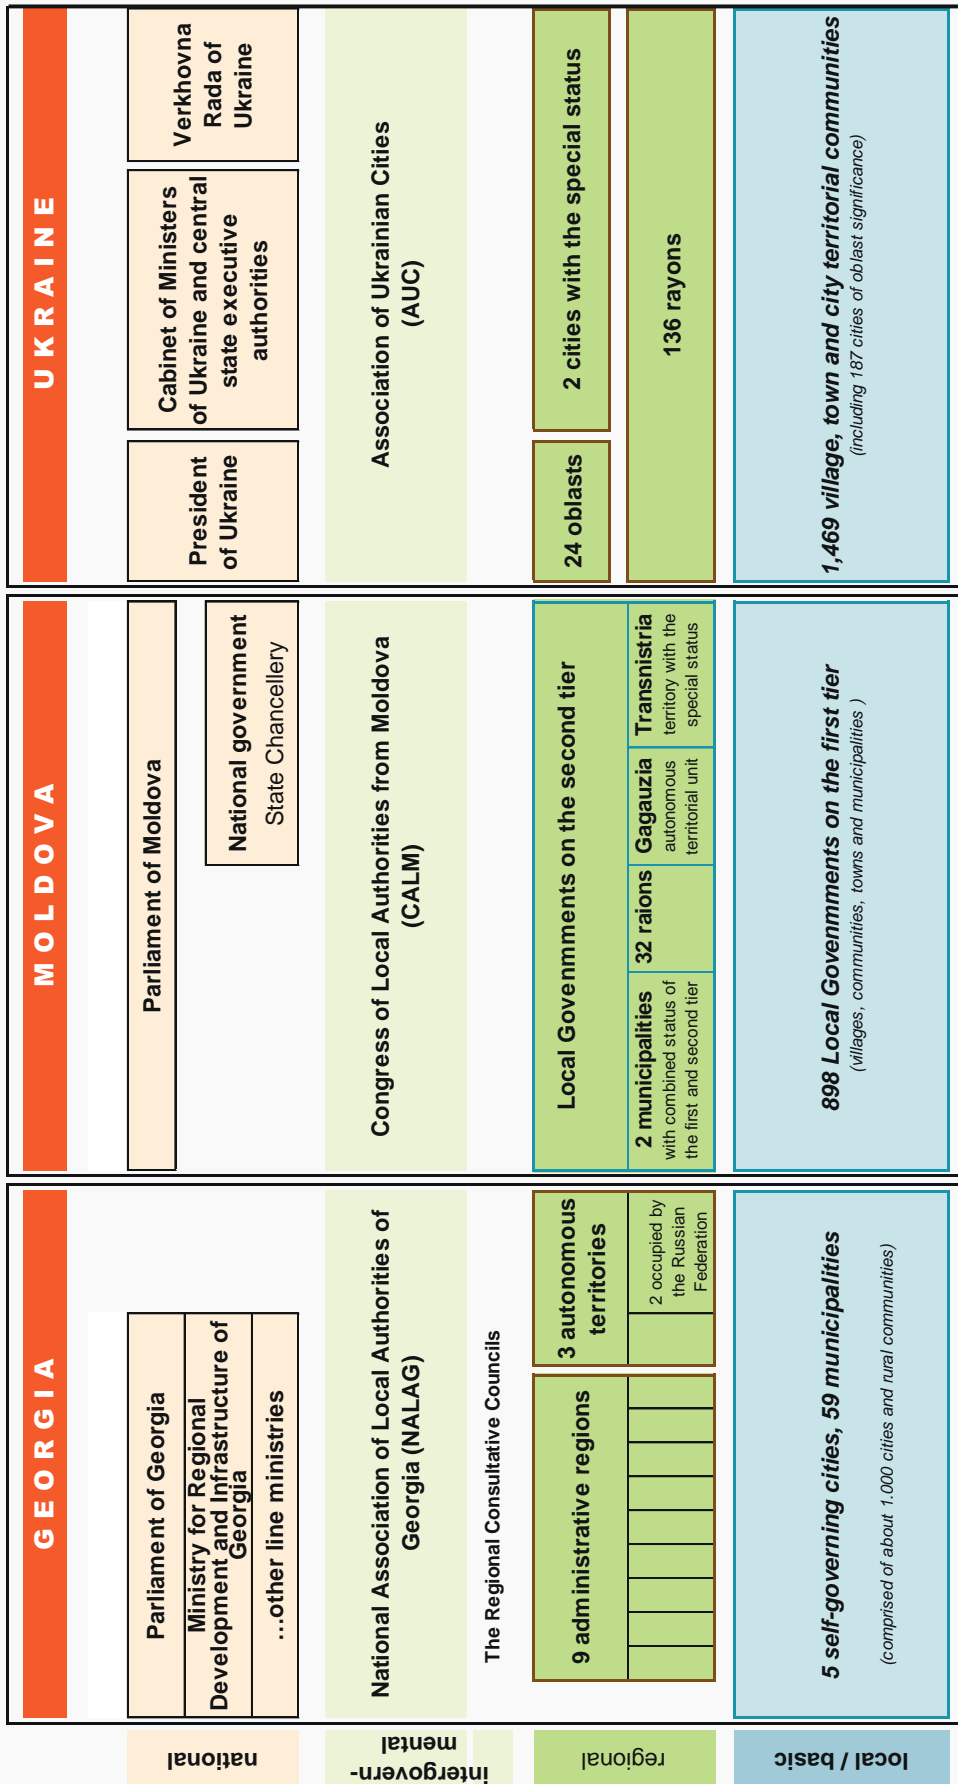 GEORGIA
MOLDOVA
UKRAINE
national
Parliament of Georgia
Ministry for Regional
Development and Infrastructure of
Georgia
...other line ministries
Parliament of Moldova
National government
State Chancellery
President
of Ukraine
Cabinet of Ministers
of Ukraine and central
state executive
authorities
Verkhovna
Rada of
Ukraine
intergovern-
mental
National Association of Local Authorities of
Georgia (NALAG)
The Regional Consultative Councils
Congress of Local Authorities from Moldova
(CALM)
Association of Ukrainian Cities
(AUC)
regional
9 administrative regions
3 autonomous
territories
2 occupied by
the Russian
Federation
Local Govenmments on the second tier
2 municipalities
with combined status of
the first and second tier
32 raions
Gagauzia
autonomous
territorial unit
Transnistria
territory with the
special status
24 oblasts
2 cities with the special status
136 rayons
local / basic
5 self-governing cities, 59 municipalities
(comprised of about 1.000 cities and rural communities)
898 Local Govenmments on the first tier
(villages, communities, towns and municipalities )
1,469 village, town and city territorial communities
(including 187 cities of oblast significance)